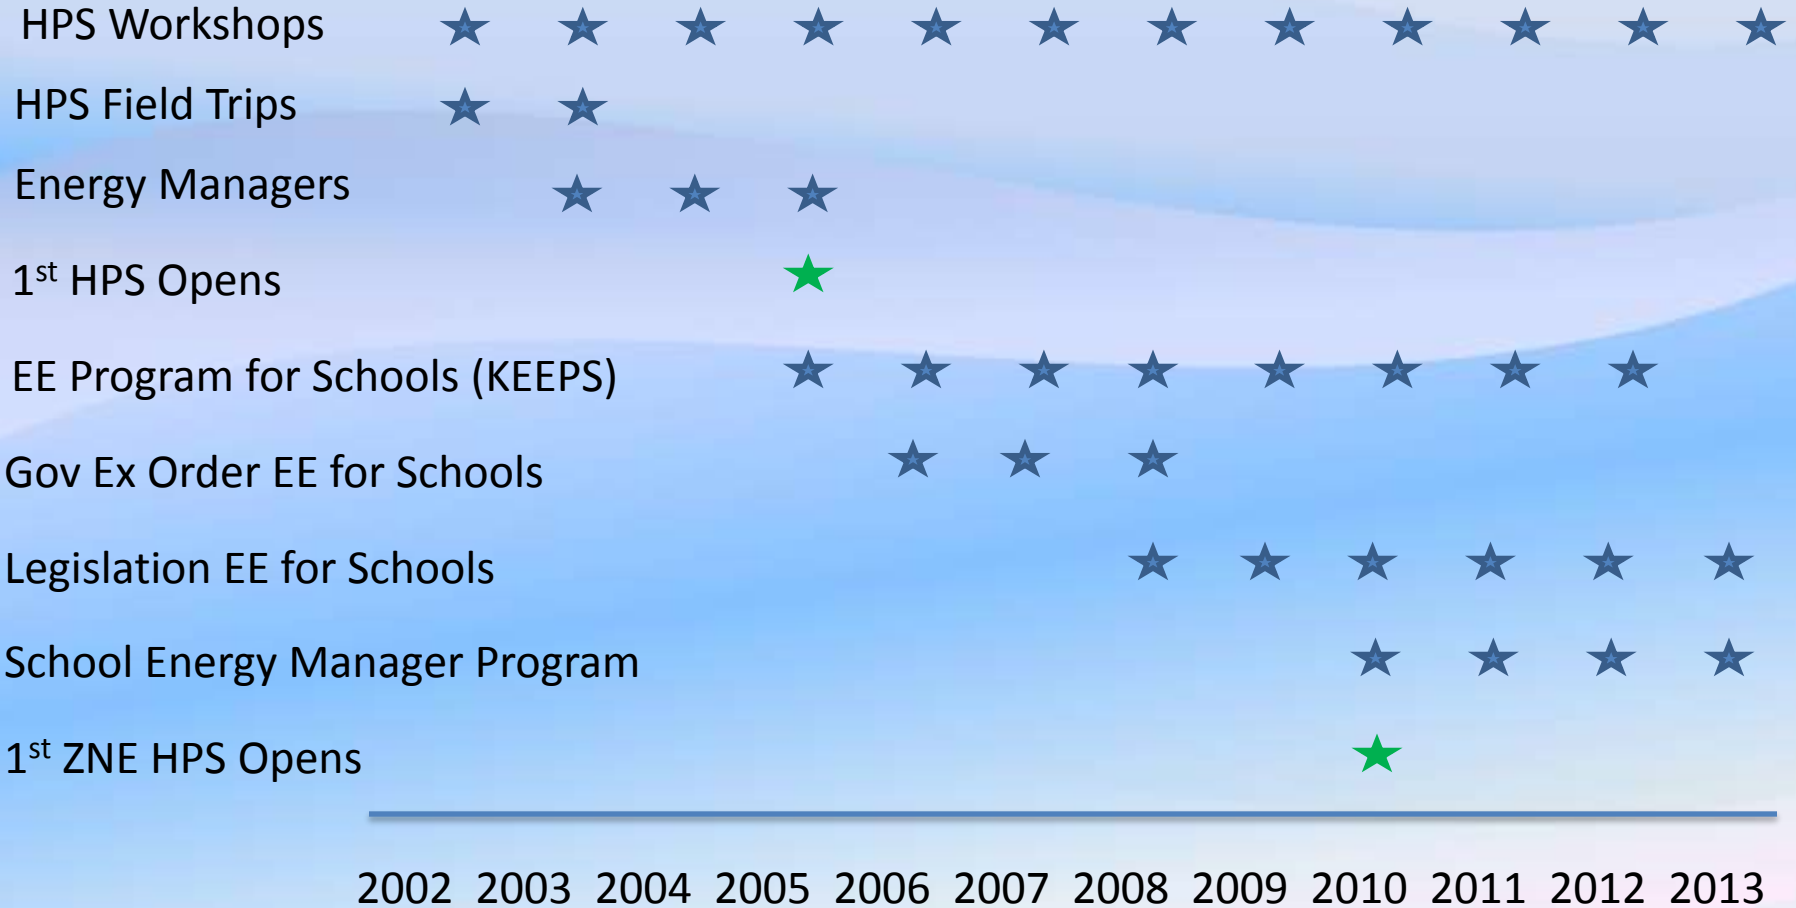 HPS Workshops
HPS Field Trips
Energy Managers
1st HPS Opens
EE Program for Schools (KEEPS)
Gov Ex Order EE for Schools
Legislation EE for Schools
School Energy Manager Program
1st ZNE HPS Opens
2002 2003 2004 2005 2006 2007 2008 2009 2010 2011 2012 2013